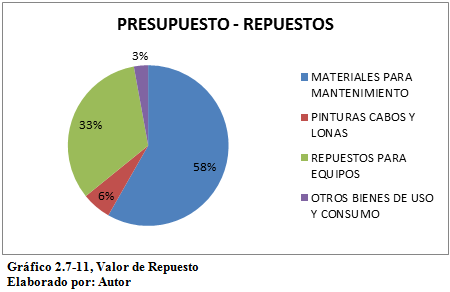 PRESUPUESTO - REPUESTOS
3%
33%
6%
58%
MATERIALES PARA
MANTENIMIENTO
PINTURAS CABOS Y
LONAS
REPUESTOS PARA
EQUIPOS
OTROS BIENES DE USO
Y CONSUMO
Gráfico 2.7-11, Valor de Repuesto
Elaborado por: Autor